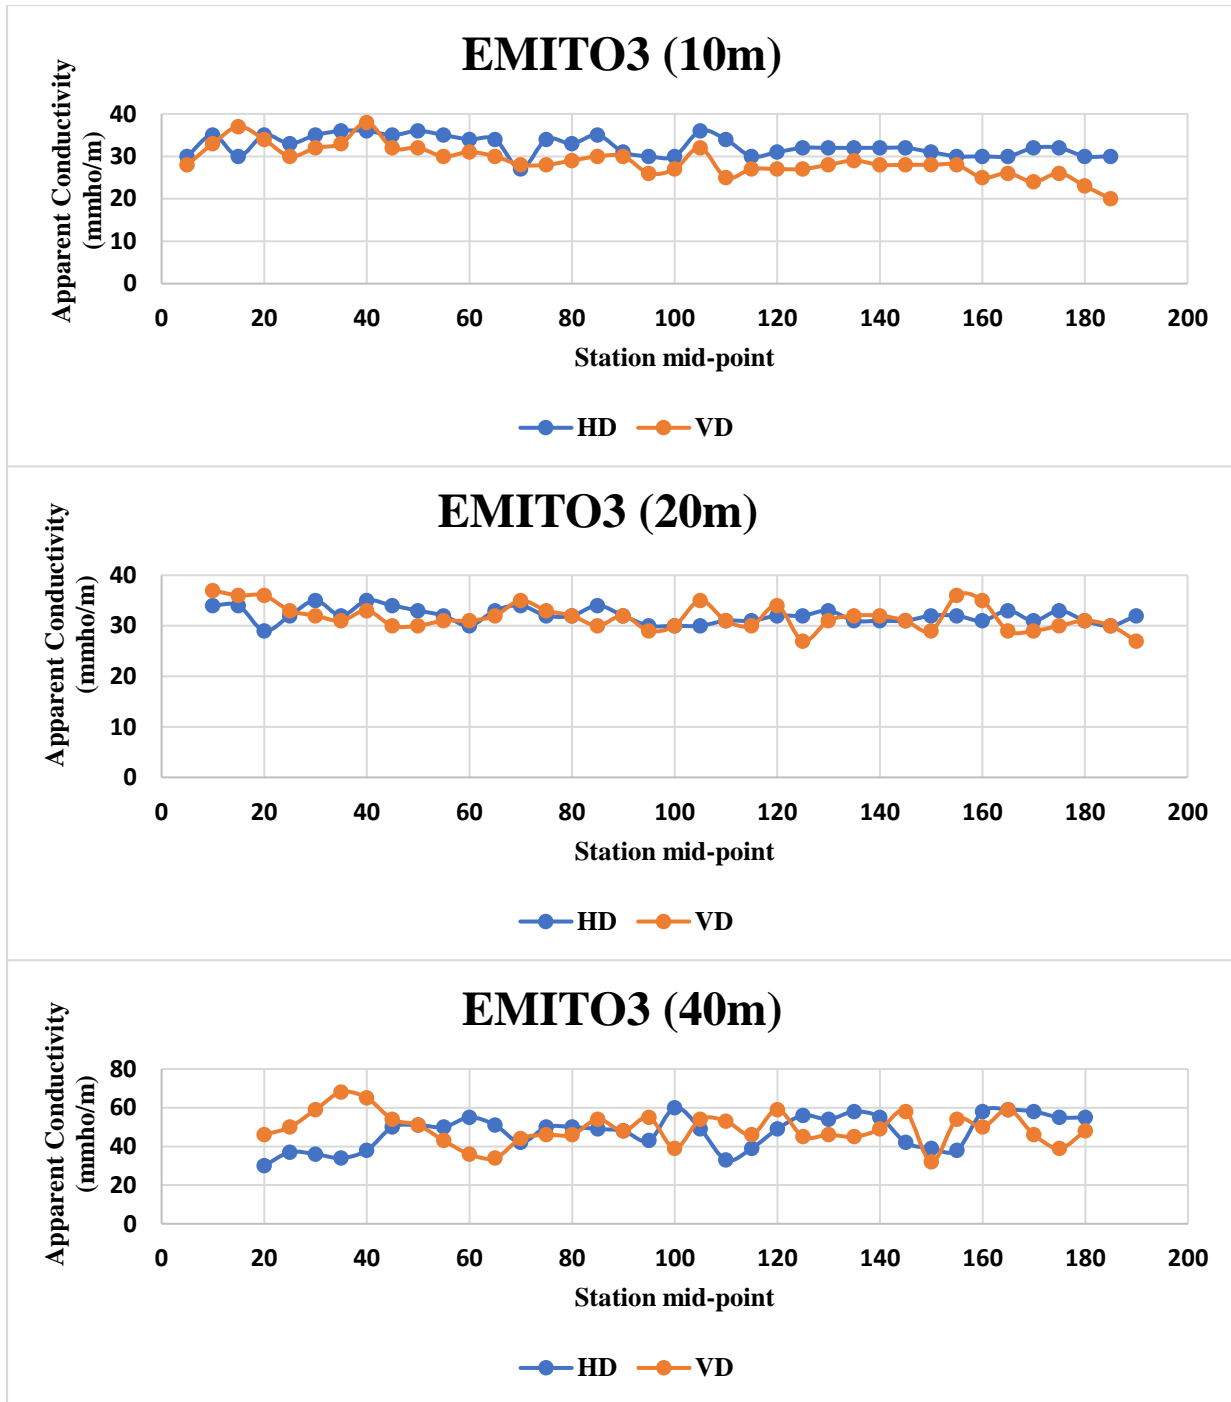 EMITO3 (10m)
Apparent Conductivity
(mmho/m)
40
30
20
10
0
0 20 40 60 80 100 120 140 160 180 200
Station mid-point
HD VD
EMITO3 (20m)
Apparent Conductivity
(mmho/m)
40
30
20
10
0
0 20 40 60 80 100 120 140 160 180 200
Station mid-point
HD VD
EMITO3 (40m)
Apparent Conductivity
(mmho/m)
80
60
40
20
0
0 20 40 60 80 100 120 140 160 180 200
Station mid-point
HD VD